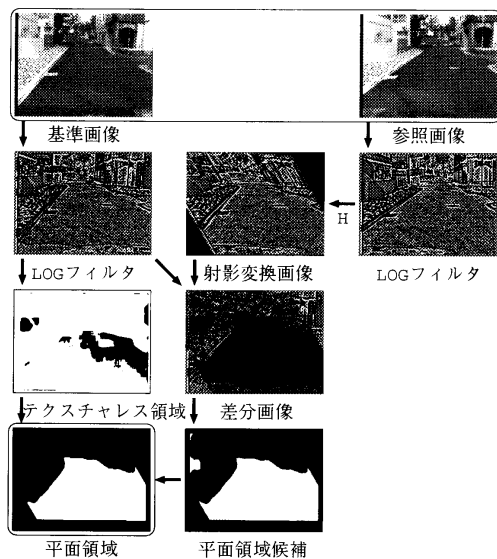 基準画像
参照画像
H
LOGフィルタ
射影変換画像
LOGフィルタ
テクスチャレス領域
差分画像
平面領域
平面領域候補